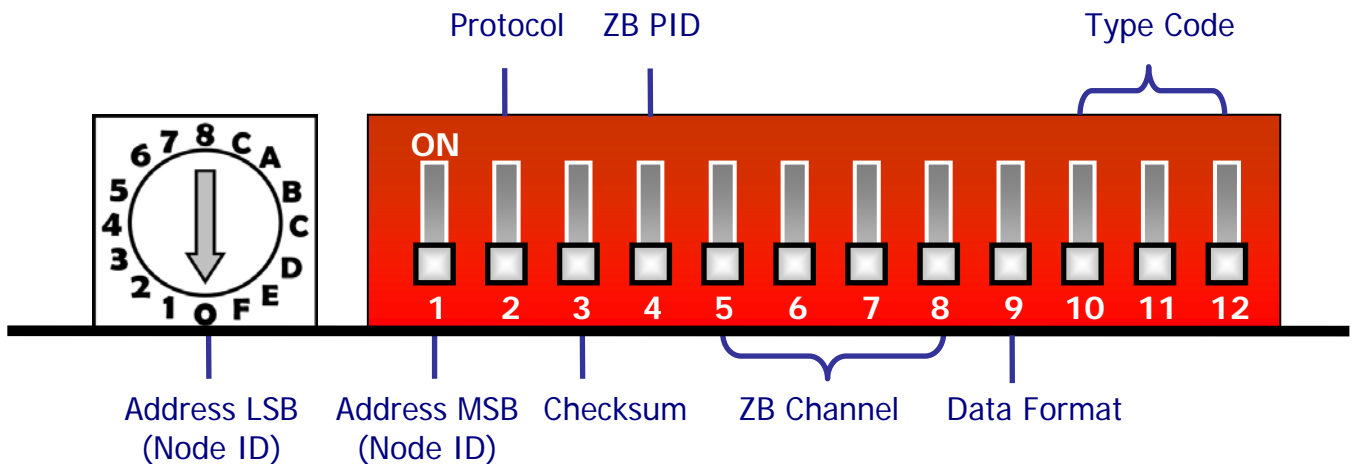 Protocol ZB PID Type Code
ON
8 C A B C D E F 0 1 2 3 4 5 6 7
1 2 3 4 5 6 7 8 9 10 11 12
Address LSB Address MSB Checksum ZB Channel Data Format
(Node ID) (Node ID)